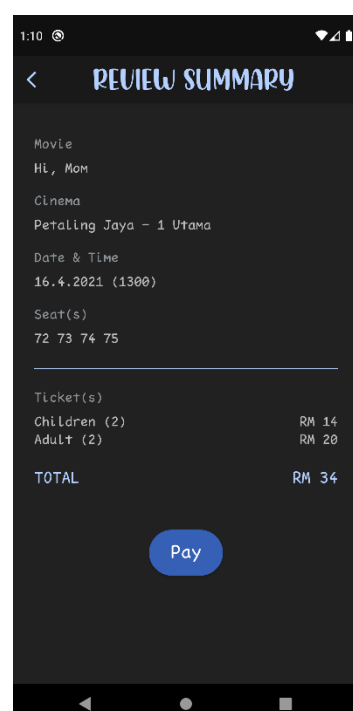 1:10
REVIEW SUMMARY
Movie
Hi, Mom
Cinema
Petaling Jaya - 1 Utama
Date & Time
16.4.2021 (1300)
Seat(s)
72 73 74 75
Ticket(s)
Children (2) RM 14
Adult (2) RM 20
TOTAL RM 34
Pay